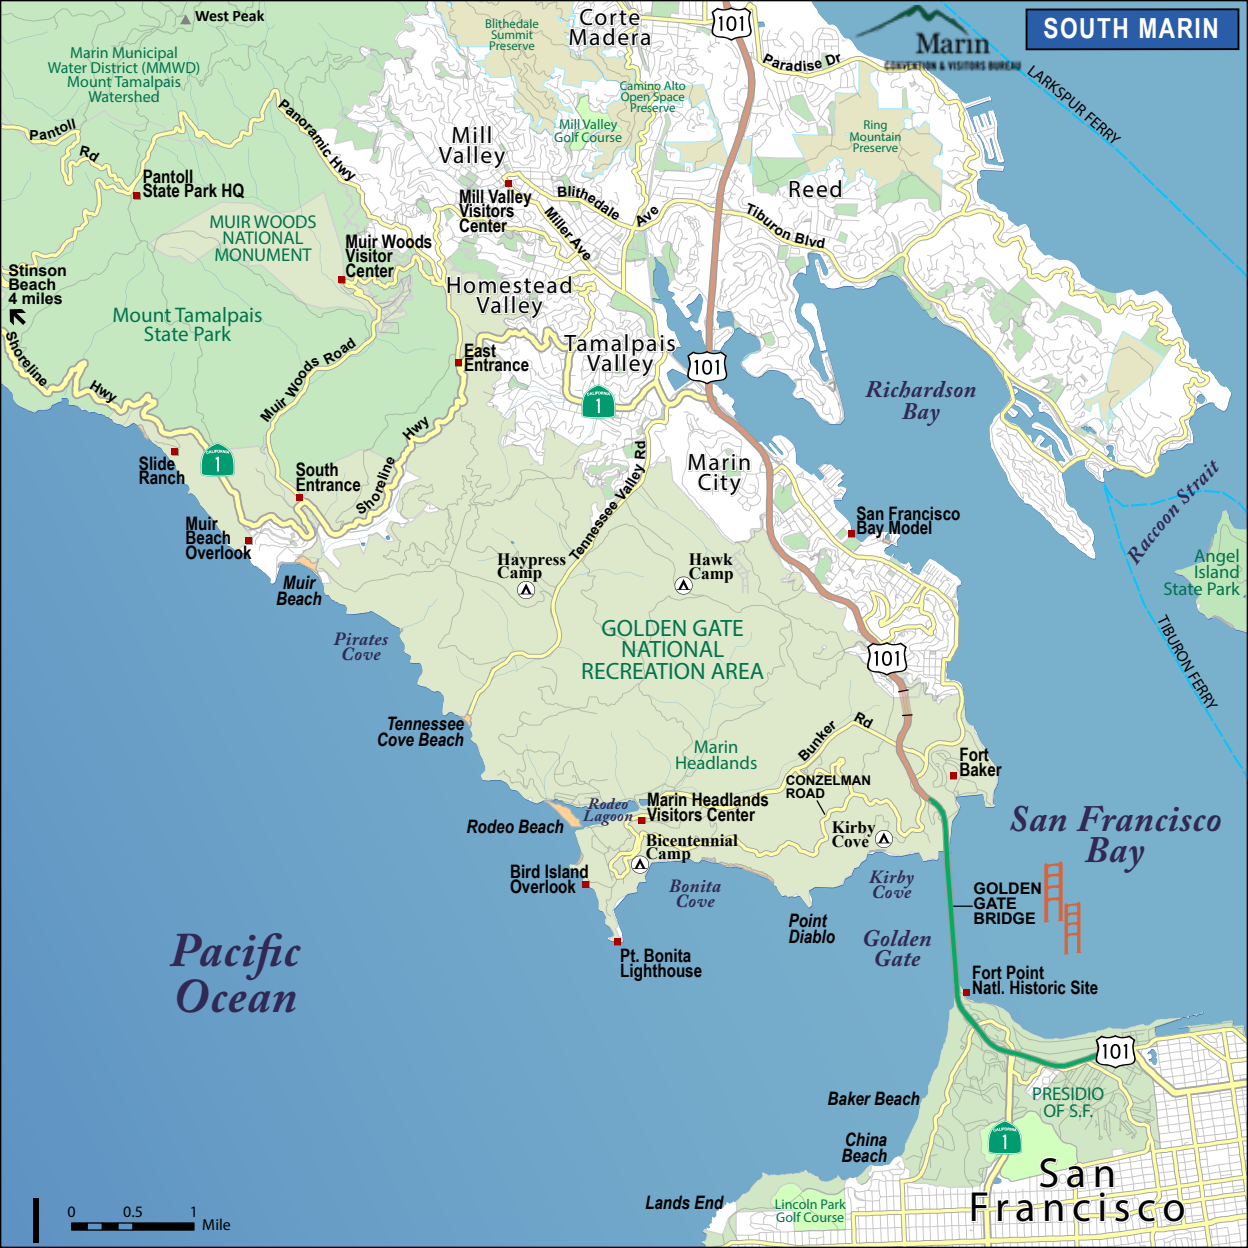 West Peak
Corte
Madera
101
Marin
CONVENTION & VISITORS BUREAU
SOUTH MARIN
Blithedale
Summit
Preserve
Marin Municipal
Water District (MMWD)
Mount Tamalpais
Watershed
Paradise Dr
LARKSPUR FERRY
Camino Alto
Open Space
Preserve
Mill Valley
Golf Course
Ring
Mountain
Preserve
Pantoll
Rd
Panoramic Hwy
Mill
Valley
Pantoll
State Park HQ
Reed
Mill Valley
Visitors
Center
Blithedale
Ave
Miller Ave
Tiburon Blvd
MUIR WOODS
NATIONAL
MONUMENT
Muir Woods
Visitor
Center
Stinson
Beach
4 miles
Homestead
Valley
Mount Tamalpais
State Park
Shoreline
Hwy
Muir Woods Road
East
Entrance
Tamalpais
Valley
101
CALIFORNIA
1
Richardson
Bay
Hwy
Shoreline
CALIFORNIA
1
Slide
Ranch
South
Entrance
Tennessee Valley Rd
Marin
City
Raccoon Strait
Muir
Beach
Overlook
San Francisco
Bay Model
Muir
Beach
Haypress
Camp
Hawk
Camp
Angel
Island
State Park
TIBURON FERRY
Pirates
Cove
GOLDEN GATE
NATIONAL
RECREATION AREA
101
Tennessee
Cove Beach
Marin
Headlands
Bunker
Rd
Fort
Baker
CONZELMAN
ROAD
Rodeo
Lagoon
Marin Headlands
Visitors Center
Rodeo Beach
Bicentennial
Camp
Kirby
Cove
San Francisco
Bay
Bird Island
Overlook
Bonita
Cove
Kirby
Cove
GOLDEN
GATE
BRIDGE
Point
Diablo
Golden
Gate
Pacific
Ocean
Pt. Bonita
Lighthouse
Fort Point
Natl. Historic Site
101
Baker Beach
PRESIDIO
OF S.F.
China
Beach
CALIFORNIA
1
San
Francisco
Lands End
Lincoln Park
Golf Course
0 0.5 1
Mile